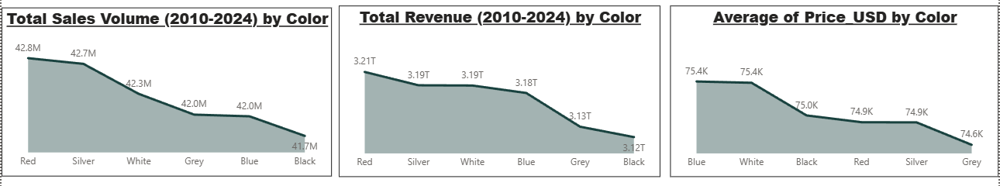 Total Sales Volume (2010-2024) by Color
42.8M
42.7M
42.3M
42.0M
42.0M
41.7M
Red Silver White Grey Blue Black
Total Revenue (2010-2024) by Color
3.21T
3.19T
3.19T
3.18T
3.13T
3.12T
Red Silver White Blue Grey Black
Average of Price_USD by Color
75.4K
75.4K
75.0K
74.9K
74.9K
74.6K
Blue White Black Red Silver Grey